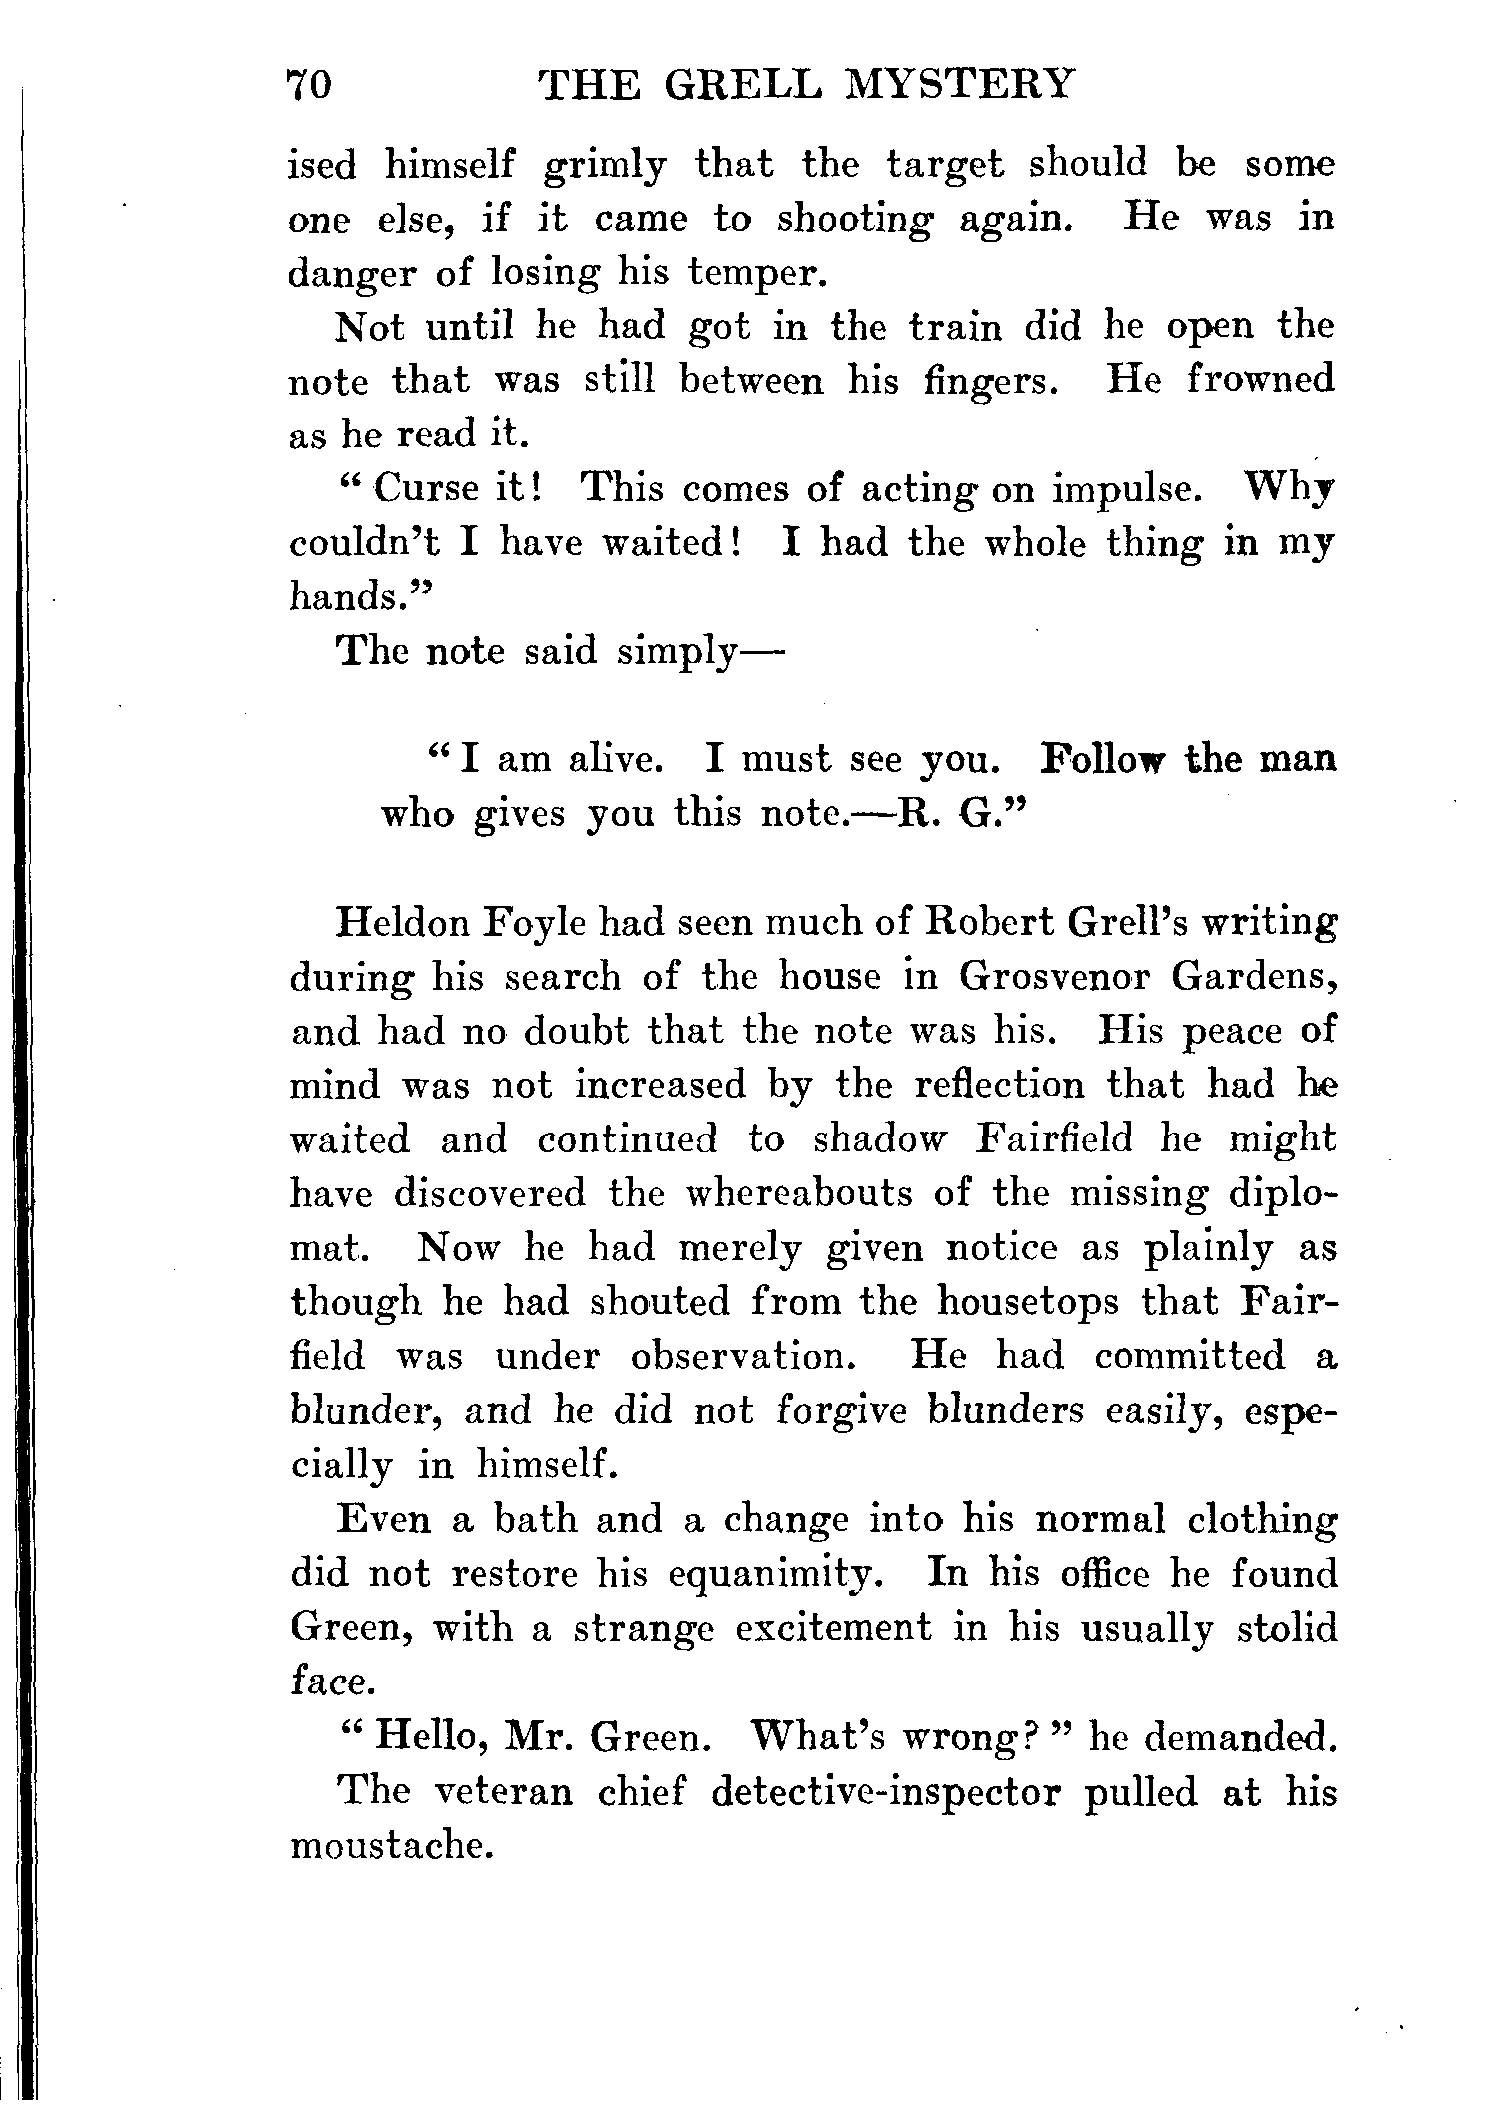 70 THE GRELL MYSTERY
ised himself grimly that the target should be some
one else, if it came to shooting again. He was in
danger of losing his temper.
Not until he had got in the train did he open the
note that was still between his fingers. He frowned
as he read it.
“ Curse it! This comes of acting on impulse. Why
couldn’t I have waited! I had the whole thing in my
hands.”
The note said simply—
“ I am alive. I must see you. Follow the man
who gives you this note.—R. G.”
Heldon Foyle had seen much of Robert Grell’s writing
during his search of the house in Grosvenor Gardens,
and had no doubt that the note was his. His peace of
mind was not increased by the reflection that had he
waited and continued to shadow Fairfield he might
have discovered the whereabouts of the missing diplo-
mat. Now he had merely given notice as plainly as
though he had shouted from the housetops that Fair-
field was under observation. He had committed a
blunder, and he did not forgive blunders easily, espe-
cially in himself.
Even a bath and a change into his normal clothing
did not restore his equanimity. In his office he found
Green, with a strange excitement in his usually stolid
face.
“ Hello, Mr. Green. What’s wrong? ” he demanded.
The veteran chief detective-inspector pulled at his
moustache.